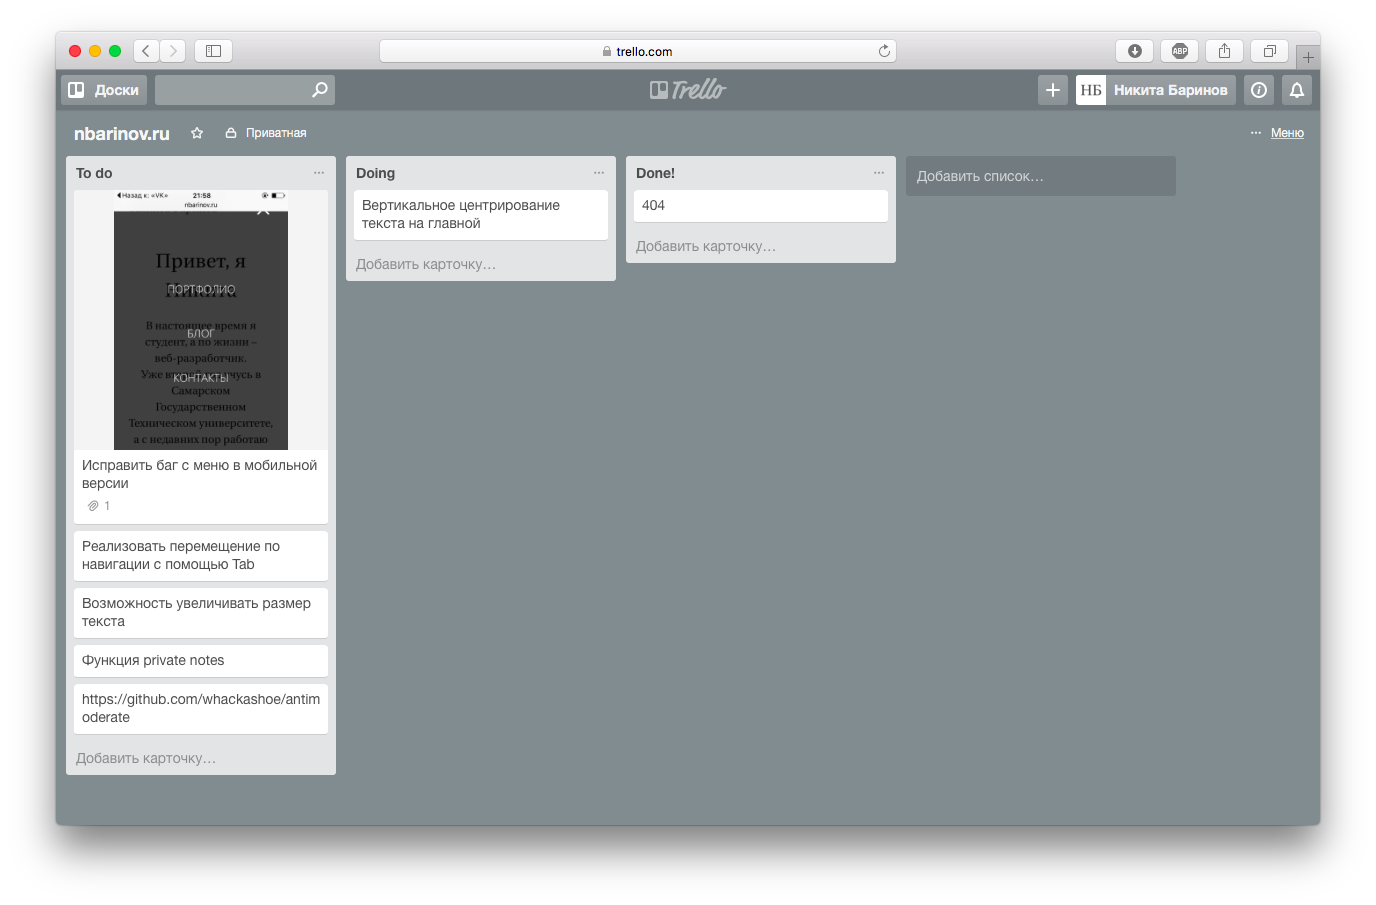 trello.com
ABP
Доски
Trello
НБ Никита Баринов
nbarinov.ru
Приватная
... Меню
To do
...
Назад к: «VK»
21:58
nbarinov.ru
Привет, я
Никита
ПОРТФОЛИО
В настоящее время я
студент, а по жизни –
БЛОГ
веб-разработчик.
Уже
учусь в
КОНТАКТЫ
Самарском
Государственном
Техническом университете,
а с недавних пор работаю
Исправить баг с меню в мобильной
версии
1
Реализовать перемещение по
навигации с помощью Tab
Возможность увеличивать размер
текста
Функция private notes
https://github.com/whackashoe/antim
oderate
Добавить карточку…
Doing
...
Вертикальное центрирование
текста на главной
Добавить карточку…
Done!
...
404
Добавить карточку…
Добавить список…